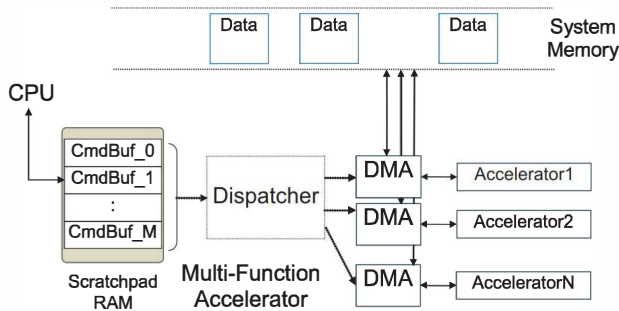 Data
Data
Data
System
Memory
CPU
CmdBuf_0
CmdBuf_1
:
CmdBuf_M
Scratchpad
RAM
Dispatcher
Multi-Function
Accelerator
DMA
Accelerator1
DMA
Accelerator2
DMA
AcceleratorN